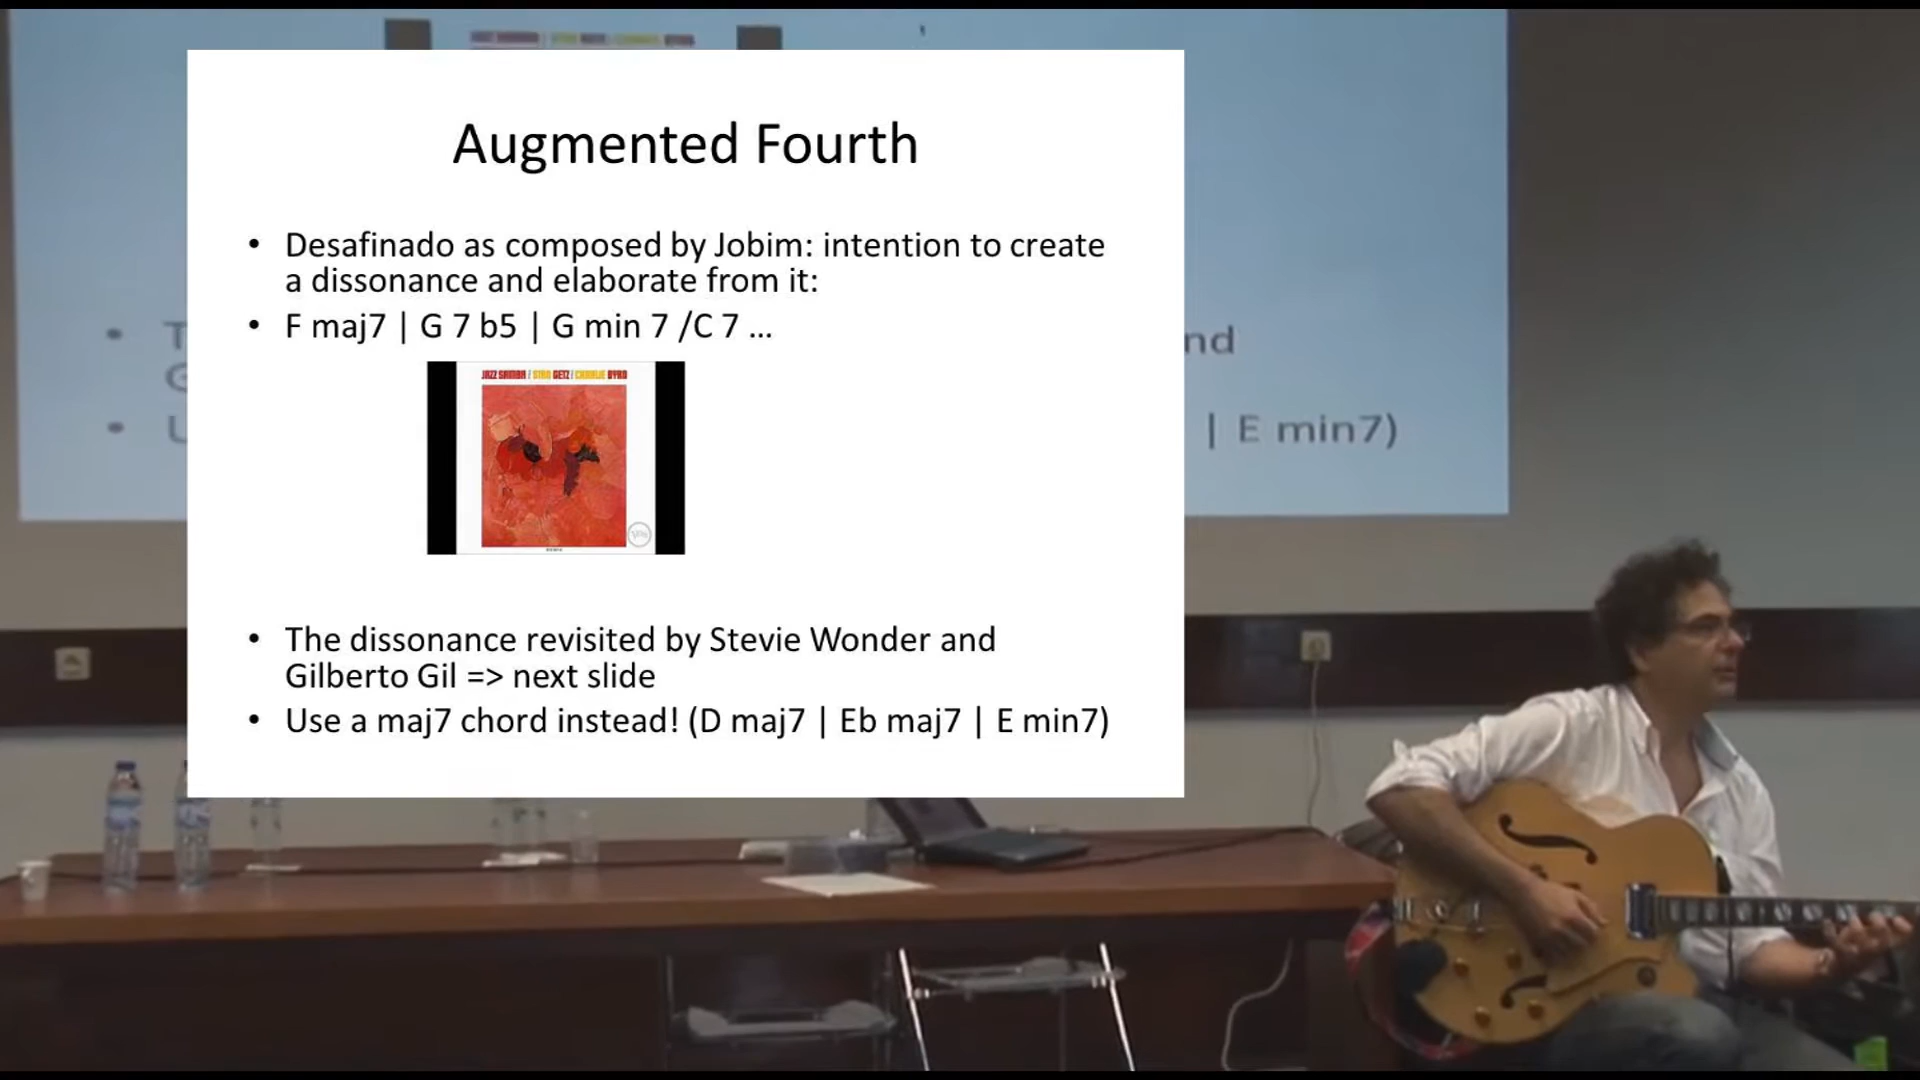 Augmented Fourth
• Desafinado as composed by Jobim: intention to create
a dissonance and elaborate from it:
• F maj7 | G 7 b5 | G min 7 /C 7 ...
JAZZ SAMBA / STAN GETZ / CHARLIE BYRD
• The dissonance revisited by Stevie Wonder and
Gilberto Gil => next slide
• Use a maj7 chord instead! (D maj7 | Eb maj7 | E min7)
nd
| E min7)